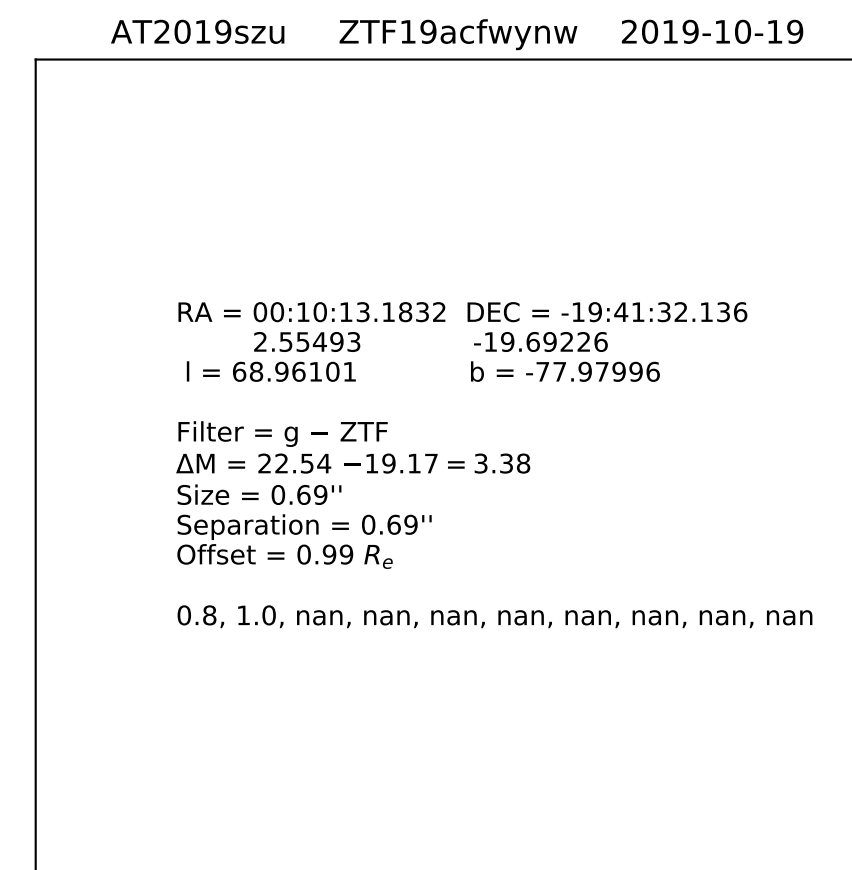 AT2019szu ZTF19acfwynw 2019-10-19
RA = 00:10:13.1832 DEC = -19:41:32.136
2.55493 -19.69226
l = 68.96101 b = -77.97996
Filter = g − ZTF
ΔM = 22.54 −19.17 = 3.38
Size = 0.69''
Separation = 0.69''
Offset = 0.99 Re
0.8, 1.0, nan, nan, nan, nan, nan, nan, nan, nan